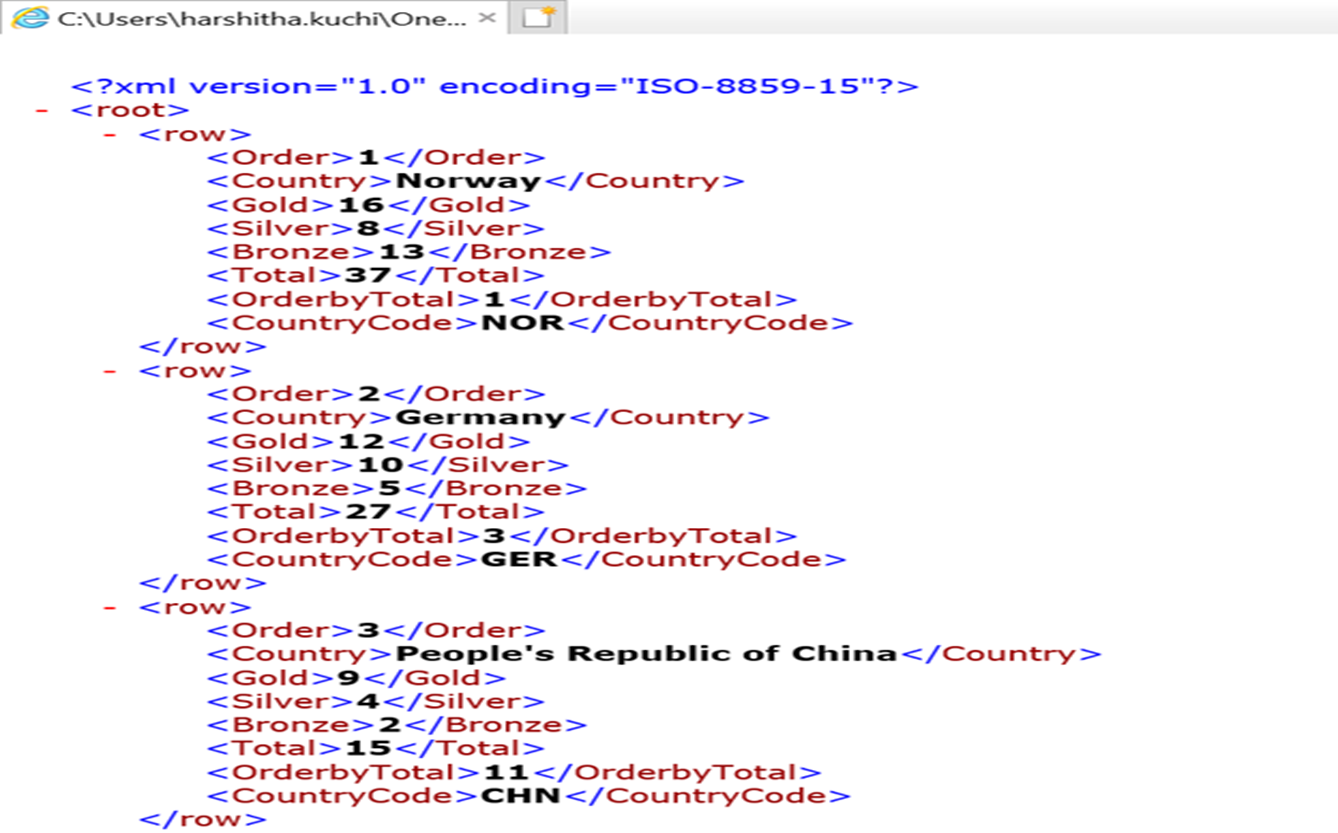 C:\Users\harshitha.kuchi\One...
<?xml version="1.0" encoding="ISO-8859-15"?>
- <root>
- <row>
<Order>1</Order>
<Country>Norway</Country>
<Gold>16</Gold>
<Silver>8</Silver>
<Bronze>13</Bronze>
<Total>37</Total>
<OrderbyTotal>1</OrderbyTotal>
<CountryCode>NOR</CountryCode>
</row>
- <row>
<Order>2</Order>
<Country>Germany</Country>
<Gold>12</Gold>
<Silver>10</Silver>
<Bronze>5</Bronze>
<Total>27</Total>
<OrderbyTotal>3</OrderbyTotal>
<CountryCode>GER</CountryCode>
</row>
- <row>
<Order>3</Order>
<Country>People's Republic of China</Country>
<Gold>9</Gold>
<Silver>4</Silver>
<Bronze>2</Bronze>
<Total>15</Total>
<OrderbyTotal>11</OrderbyTotal>
<CountryCode>CHN</CountryCode>
</row>